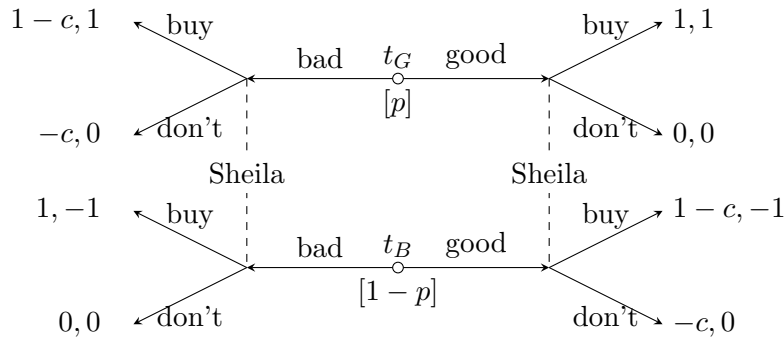 1 − c, 1
buy
bad
t_G
good
buy
1, 1
[p]
−c, 0
don't
don't
0, 0
Sheila
Sheila
1, −1
buy
bad
t_B
good
buy
1 − c, −1
[1 − p]
0, 0
don't
don't
−c, 0